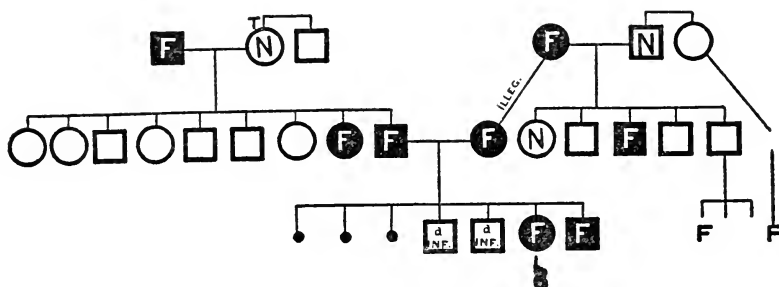 T
F N F N
ILLEG.
F F F N F
d INF. d INF. F F F F